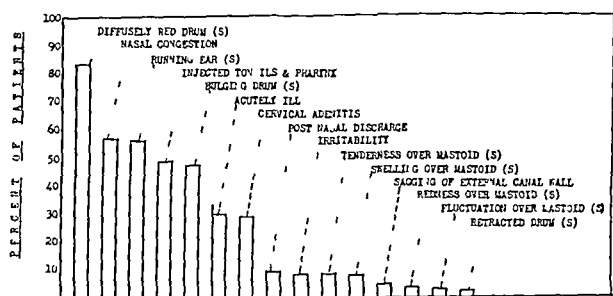 100
90
80
70
60
50
40
30
20
10
PERCENT OF PATIENTS
DIFFUSELY RED DRUM (S)
NASAL CONGESTION
RUNNING EAR (S)
INJECTED TONSILS & PHARINX
BULGING DRUM (S)
ACUTELY ILL
CERVICAL ADENITIS
POST NASAL DISCHARGE
IRRITABILITY
TENDERNESS OVER MASTOID (S)
SWELLING OVER MASTOID (S)
SAGGING OF EXTERNAL CANAL WALL
REDNESS OVER MASTOID (S)
FLUCTUATION OVER MASTOID (S)
RETRACTED DRUM (S)